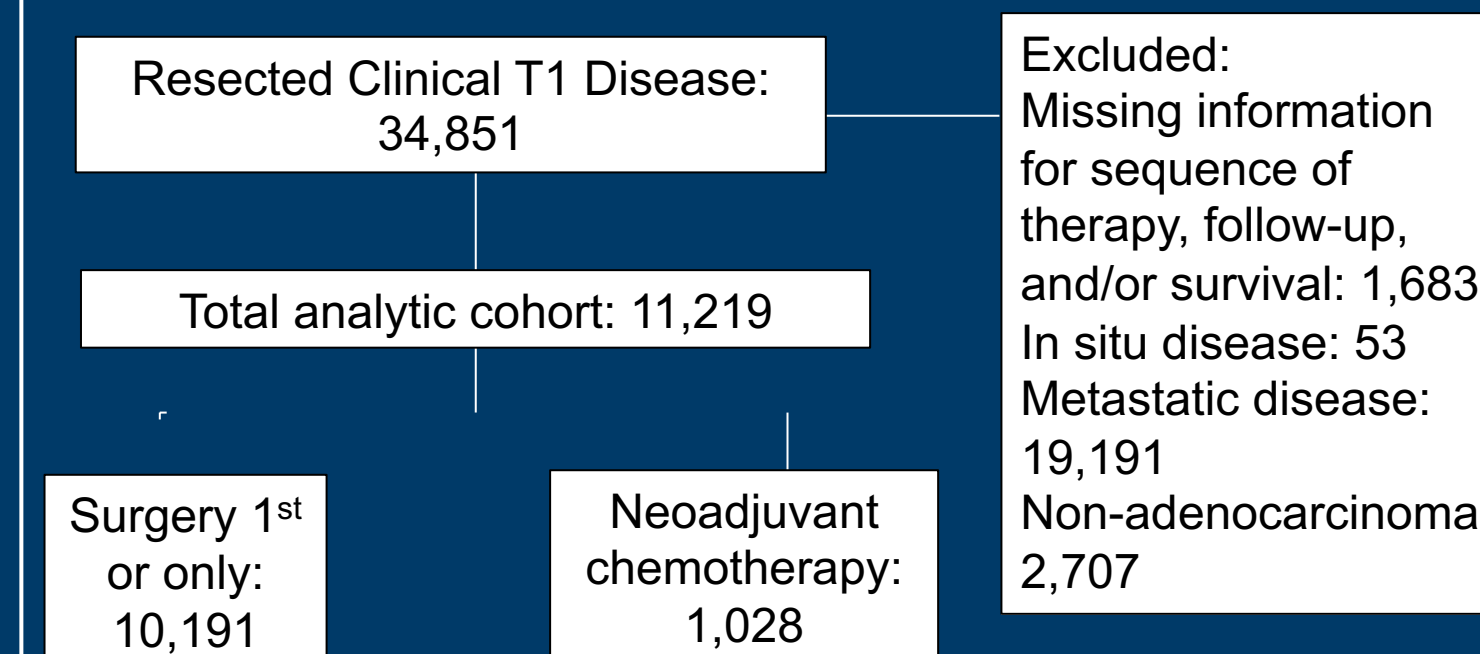 Resected Clinical T1 Disease:
34,851
Excluded:
Missing information
for sequence of
therapy, follow-up,
and/or survival: 1,683
In situ disease: 53
Metastatic disease:
19,191
Non-adenocarcinoma
2,707
Total analytic cohort: 11,219
Surgery 1st
or only:
10,191
Neoadjuvant
chemotherapy:
1,028